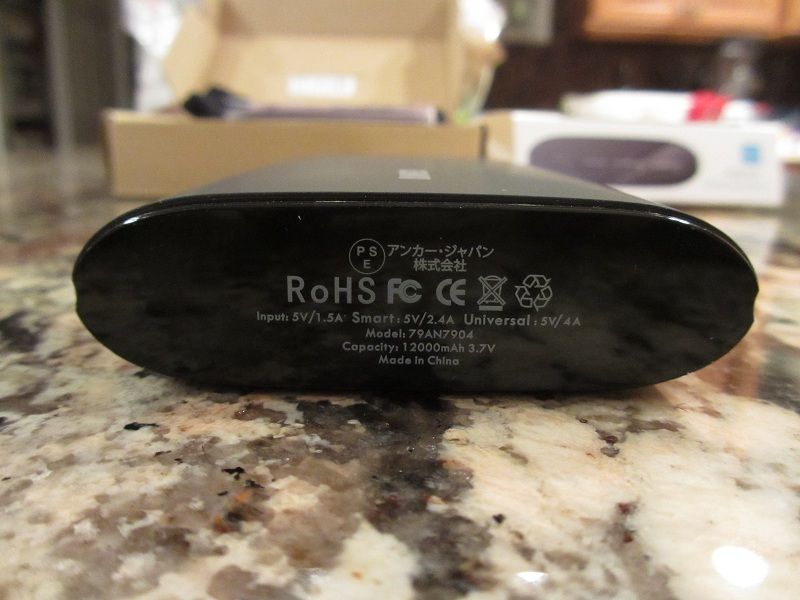 PSE アンカー・ジャパン
株式会社
RoHS FC CE
Input: 5V/1.5A Smart: 5V/2.4A Universal: 5V/4A
Model: 79AN7904
Capacity: 12000mAh 3.7V
Made in China